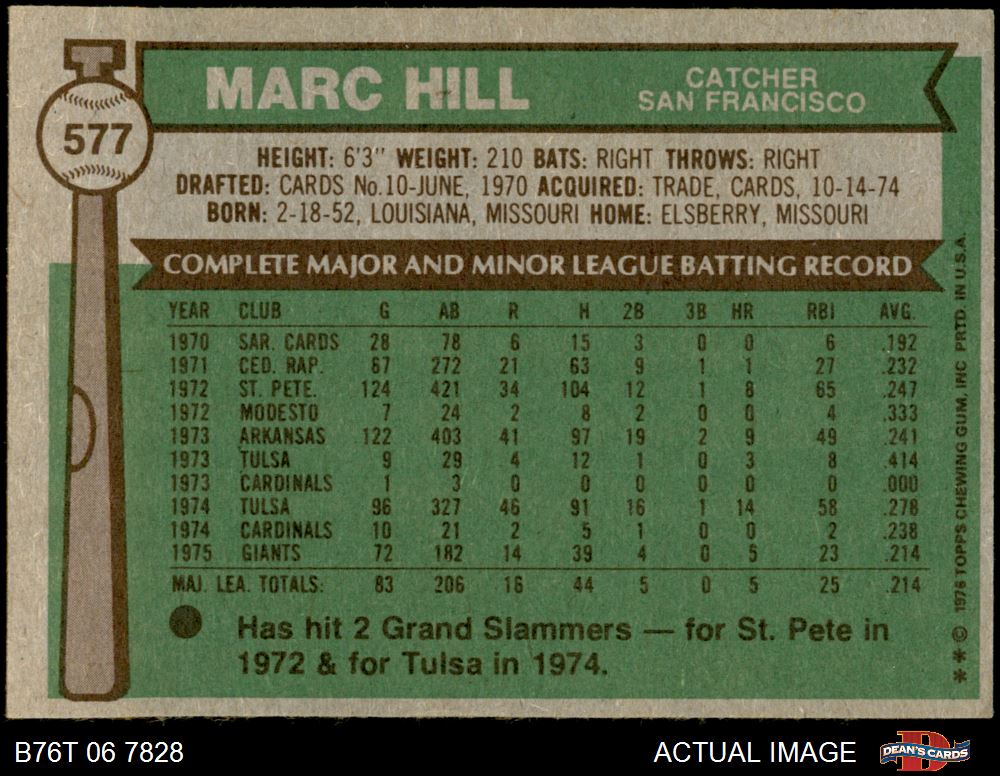 MARC HILL
CATCHER
SAN FRANCISCO
577
HEIGHT: 6'3" WEIGHT: 210 BATS: RIGHT THROWS: RIGHT
DRAFTED: CARDS No.10-JUNE, 1970 ACQUIRED: TRADE, CARDS, 10-14-74
BORN: 2-18-52, LOUISIANA, MISSOURI HOME: ELSBERRY, MISSOURI
COMPLETE MAJOR AND MINOR LEAGUE BATTING RECORD
YEAR CLUB G AB R H 2B 3B HR RBI AVG.
1970 SAR. CARDS 28 78 6 15 3 0 0 6 .192
1971 CED. RAP. 67 272 21 63 9 1 1 27 .232
1972 ST. PETE. 124 421 34 104 12 1 8 65 .247
1972 MODESTO 7 24 2 8 2 0 0 4 .333
1973 ARKANSAS 122 403 41 97 19 2 9 49 .241
1973 TULSA 9 29 4 12 1 0 3 8 .414
1973 CARDINALS 1 3 0 0 0 0 0 0 .000
1974 TULSA 96 327 46 91 16 1 14 58 .278
1974 CARDINALS 10 21 2 5 1 0 0 2 .238
1975 GIANTS 72 182 14 39 4 0 5 23 .214
MAJ. LEA. TOTALS: 83 206 16 44 5 0 5 25 .214
Has hit 2 Grand Slammers — for St. Pete in
1972 & for Tulsa in 1974.
** © 1976 TOPPS CHEWING GUM, INC PRTD. IN U.S.A.
B76T 06 7828
ACTUAL IMAGE
DEAN'S CARDS